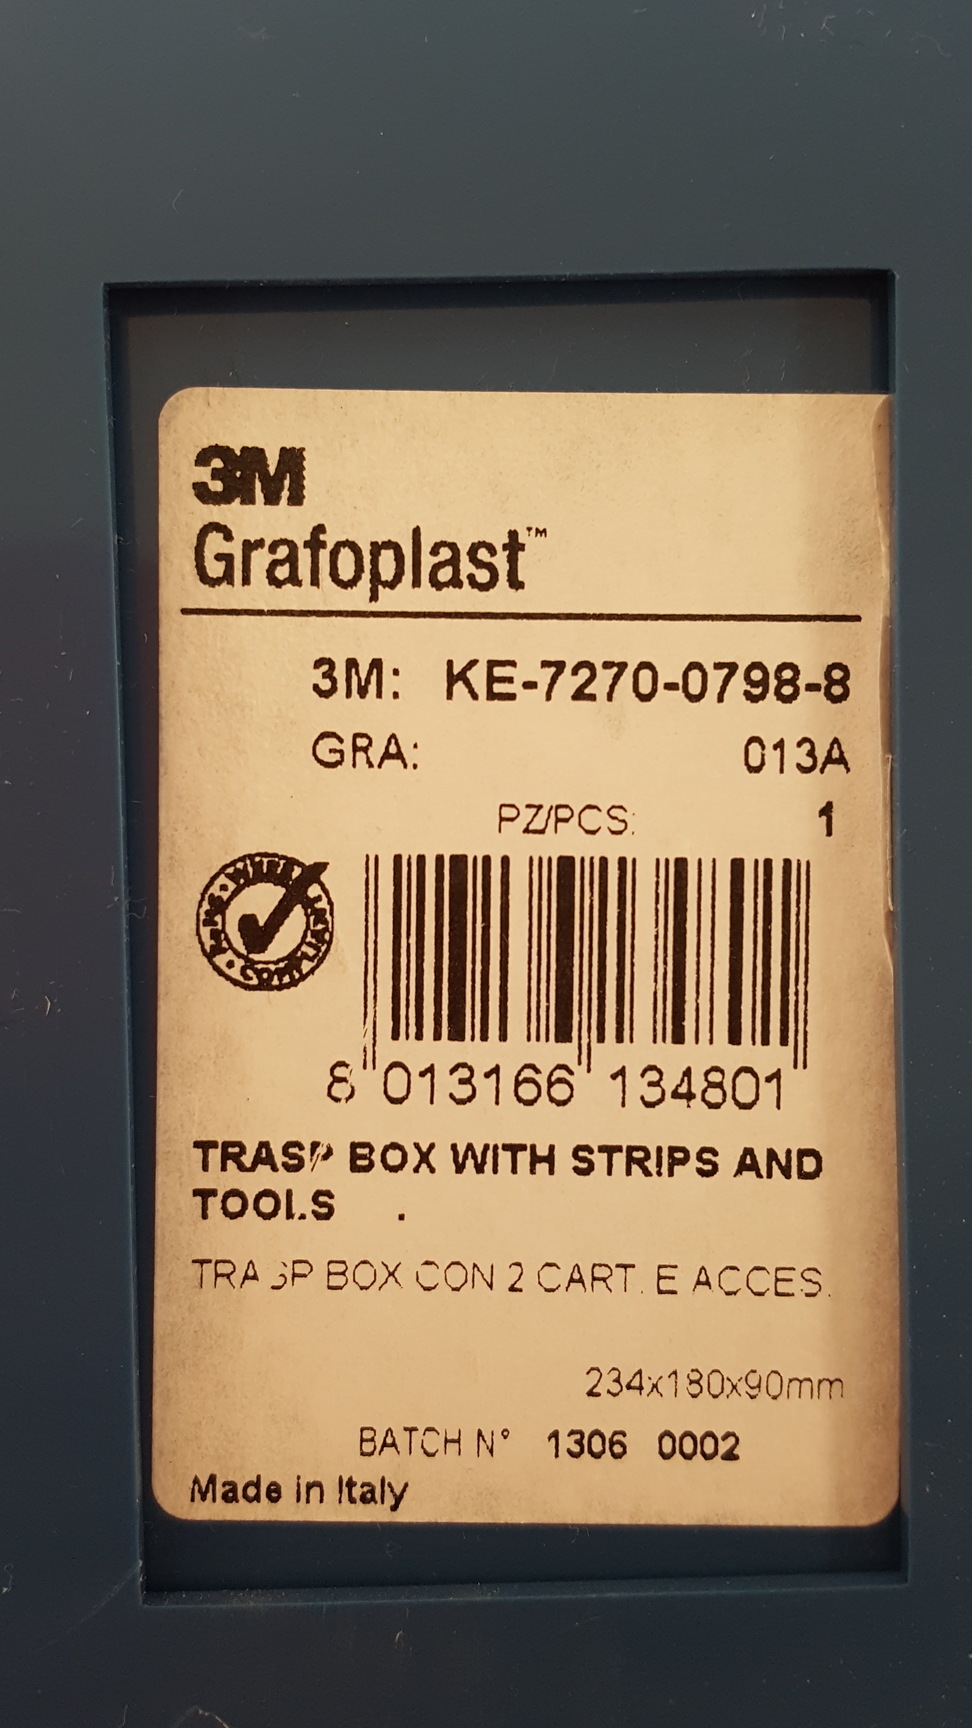 3M
Grafoplast™
3M: KE-7270-0798-8
GRA: 013A
PZ/PCS: 1
COMPLIANT
8 013166 134801
TRASP BOX WITH STRIPS AND
TOOLS .
TRASP BOX CON 2 CART. E ACCES.
234x180x90mm
BATCH N° 1306 0002
Made in Italy